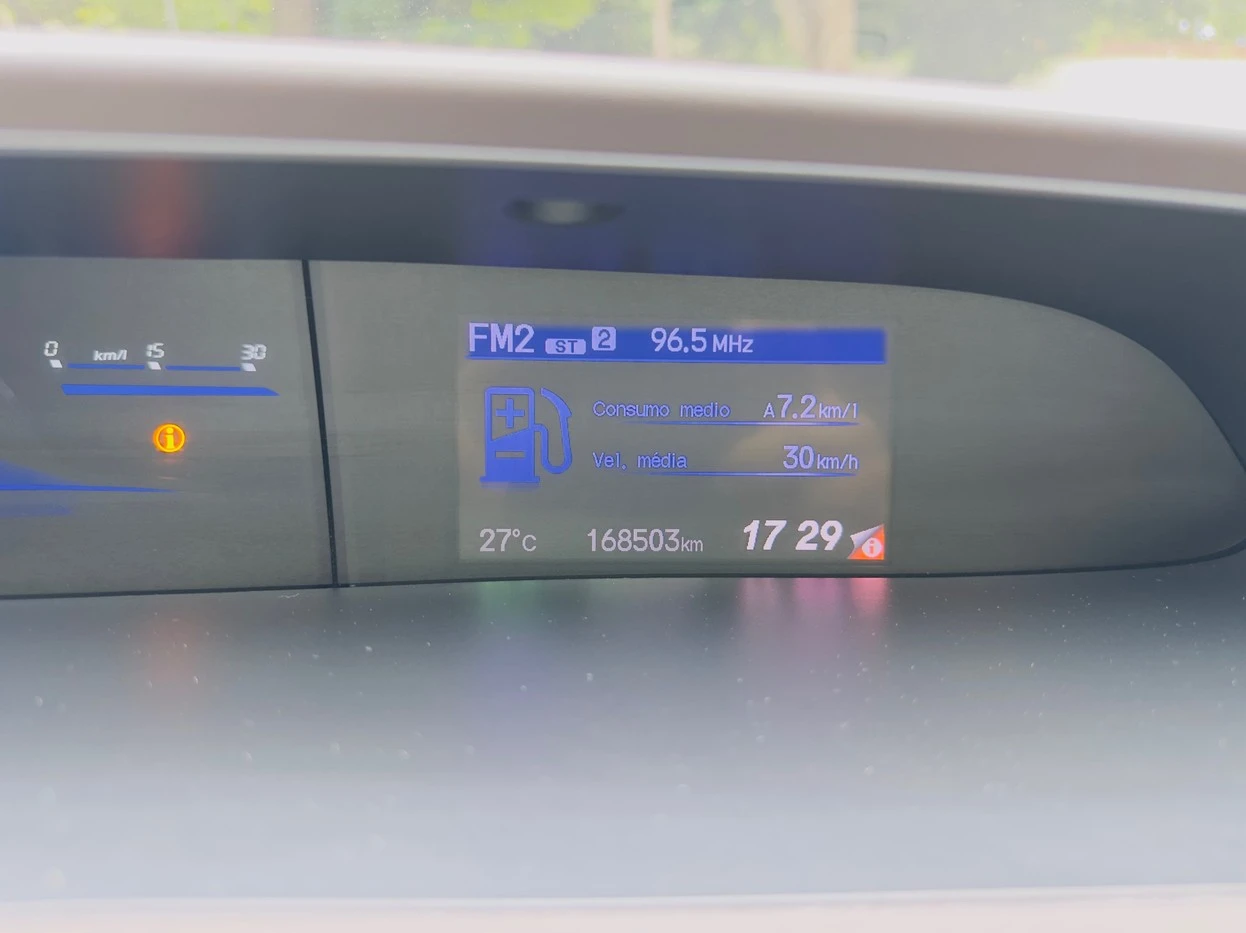 0 km/l 15 30
FM2 ST 2 96.5 MHz
Consumo medio A7.2 km/l
Vel. média 30 km/h
27°C 168503 km 17 29